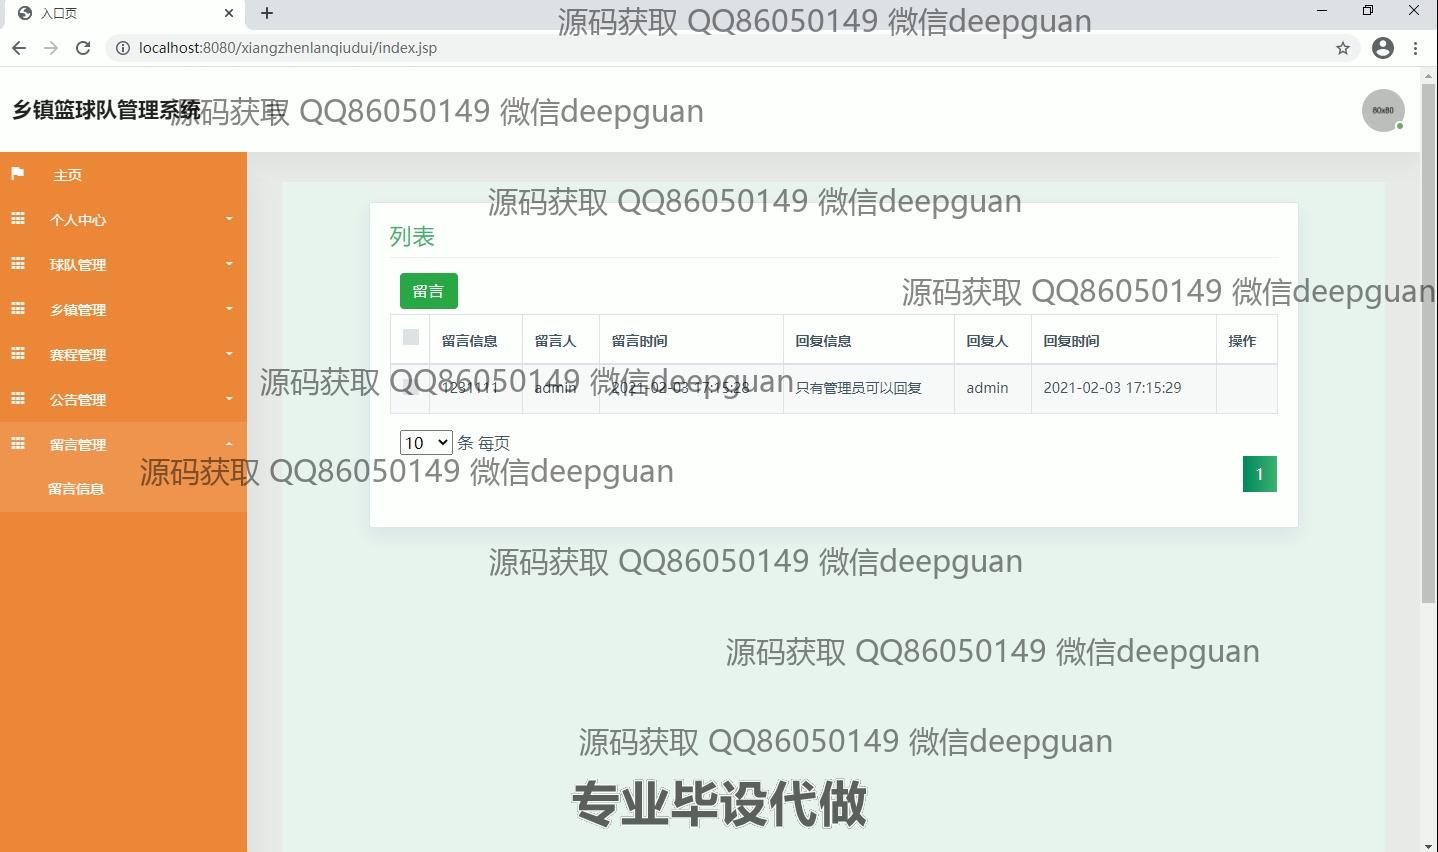 入口页
源码获取 QQ86050149 微信deepguan
localhost:8080/xiangzhenlanqiudui/index.jsp
乡镇篮球队管理系统
源码获取 QQ86050149 微信deepguan
80x80
主页
源码获取 QQ86050149 微信deepguan
个人中心
列表
球队管理
留言
源码获取 QQ86050149 微信deepguan
乡镇管理
留言信息 留言人 留言时间 回复信息 回复人 回复时间 操作
赛程管理
源码获取 QQ86050149 微信deepguan
1231111 admin 2021-02-03 17:15:28 只有管理员可以回复 admin 2021-02-03 17:15:29
公告管理
留言管理
10 条 每页
源码获取 QQ86050149 微信deepguan
1
留言信息
源码获取 QQ86050149 微信deepguan
源码获取 QQ86050149 微信deepguan
源码获取 QQ86050149 微信deepguan
专业毕设代做